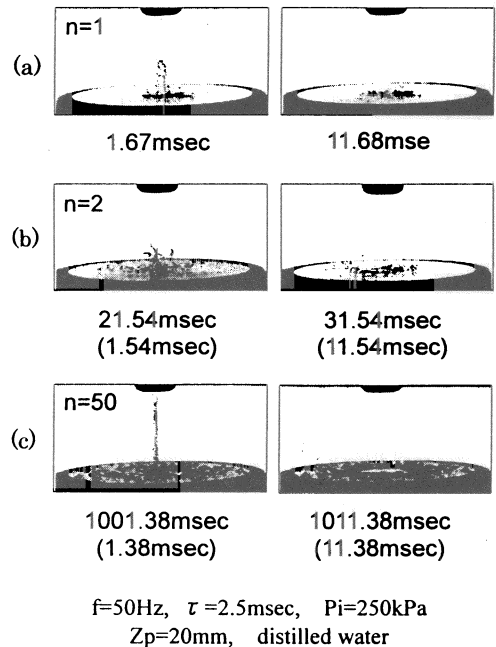 n=1
(a)
1.67msec 11.68mse
n=2
(b)
21.54msec 31.54msec
(1.54msec) (11.54msec)
n=50
(c)
1001.38msec 1011.38msec
(1.38msec) (11.38msec)
f=50Hz, τ=2.5msec, Pi=250kPa
Zp=20mm, distilled water